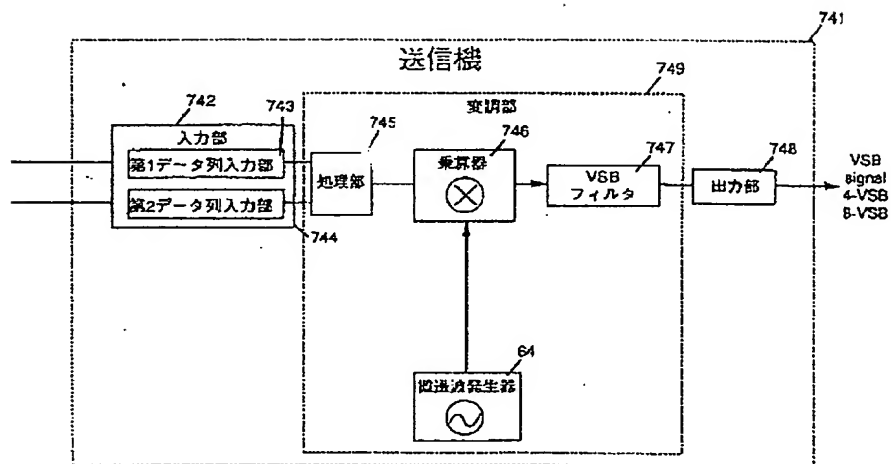 741
送信機
749
742
743
変調部
入力部
745
746
747
748
第1データ列入力部
処理部
乗算器
VSB
フィルタ
出力部
VSB
signal
4-VSB
8-VSB
第2データ列入力部
744
64
搬送波発生器